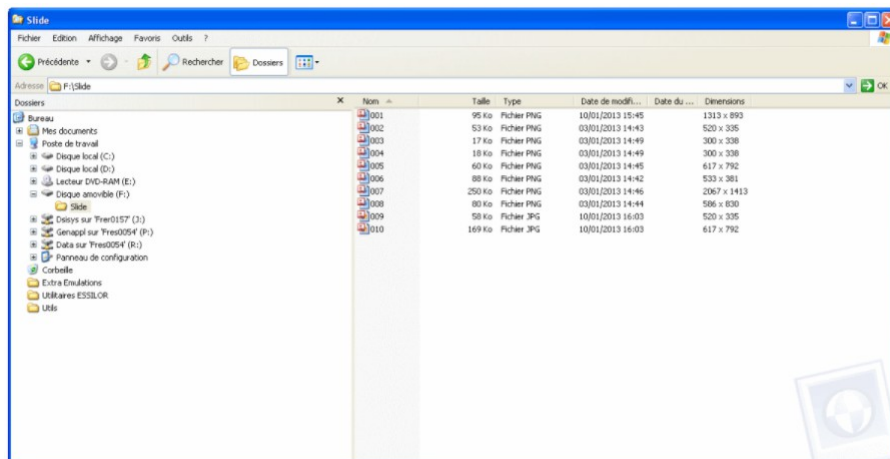 Slide
Fichier Edition Affichage Favoris Outils ?
Précédente Rechercher Dossiers
Adresse F:\Slide OK
Dossiers
Bureau
Mes documents
Poste de travail
Disque local (C:)
Disque local (D:)
Lecteur DVD-RAM (E:)
Disque amovible (F:)
Slide
Dsisys sur 'Frer0157' (J:)
Genappl sur 'Fres0054' (P:)
Data sur 'Fres0054' (R:)
Panneau de configuration
Corbeille
Extra Emulations
Utilitaires ESSILOR
Utils
Nom Taille Type Date de modifi... Date du ... Dimensions
001 95 Ko Fichier PNG 10/01/2013 15:45 1313 x 893
002 53 Ko Fichier PNG 03/01/2013 14:43 520 x 335
003 17 Ko Fichier PNG 03/01/2013 14:49 300 x 338
004 18 Ko Fichier PNG 03/01/2013 14:49 300 x 338
005 60 Ko Fichier PNG 03/01/2013 14:45 617 x 792
006 88 Ko Fichier PNG 03/01/2013 14:42 533 x 381
007 250 Ko Fichier PNG 03/01/2013 14:46 2067 x 1413
008 80 Ko Fichier PNG 03/01/2013 14:44 586 x 830
009 58 Ko Fichier JPG 10/01/2013 16:03 520 x 335
010 169 Ko Fichier JPG 10/01/2013 16:03 617 x 792